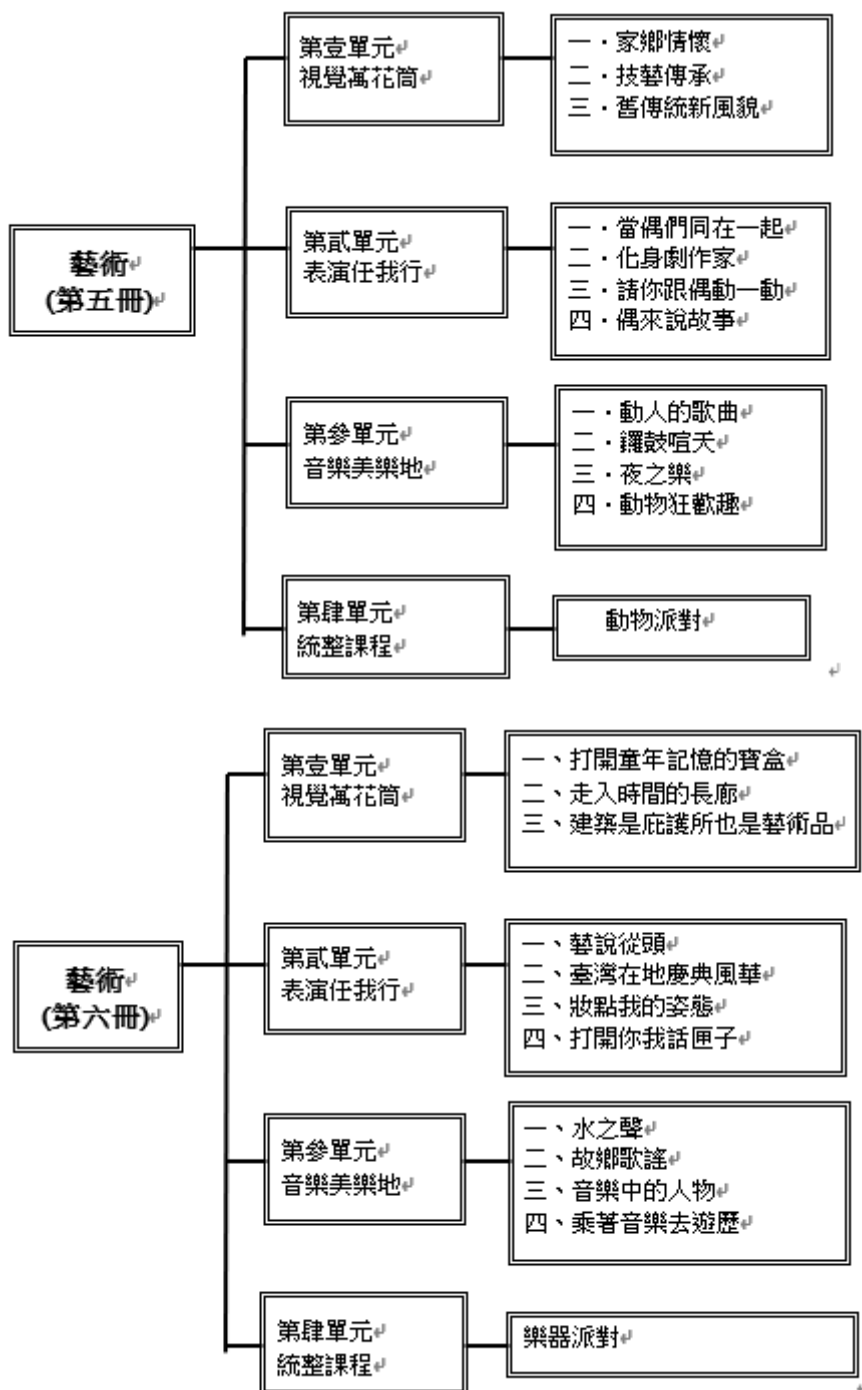 第壹單元
視覺萬花筒
一．家鄉情懷
二．技藝傳承
三．舊傳統新風貌
藝術
(第五冊)
第貳單元
表演任我行
一．當偶們同在一起
二．化身劇作家
三．請你跟偶動一動
四．偶來說故事
第參單元
音樂美樂地
一．動人的歌曲
二．鑼鼓喧天
三．夜之樂
四．動物狂歡趣
第肆單元
統整課程
動物派對
第壹單元
視覺萬花筒
一、打開童年記憶的寶盒
二、走入時間的長廊
三、建築是庇護所也是藝術品
藝術
(第六冊)
第貳單元
表演任我行
一、藝說從頭
二、臺灣在地慶典風華
三、妝點我的姿態
四、打開你我話匣子
第參單元
音樂美樂地
一、水之聲
二、故鄉歌謠
三、音樂中的人物
四、乘著音樂去遊歷
第肆單元
統整課程
樂器派對